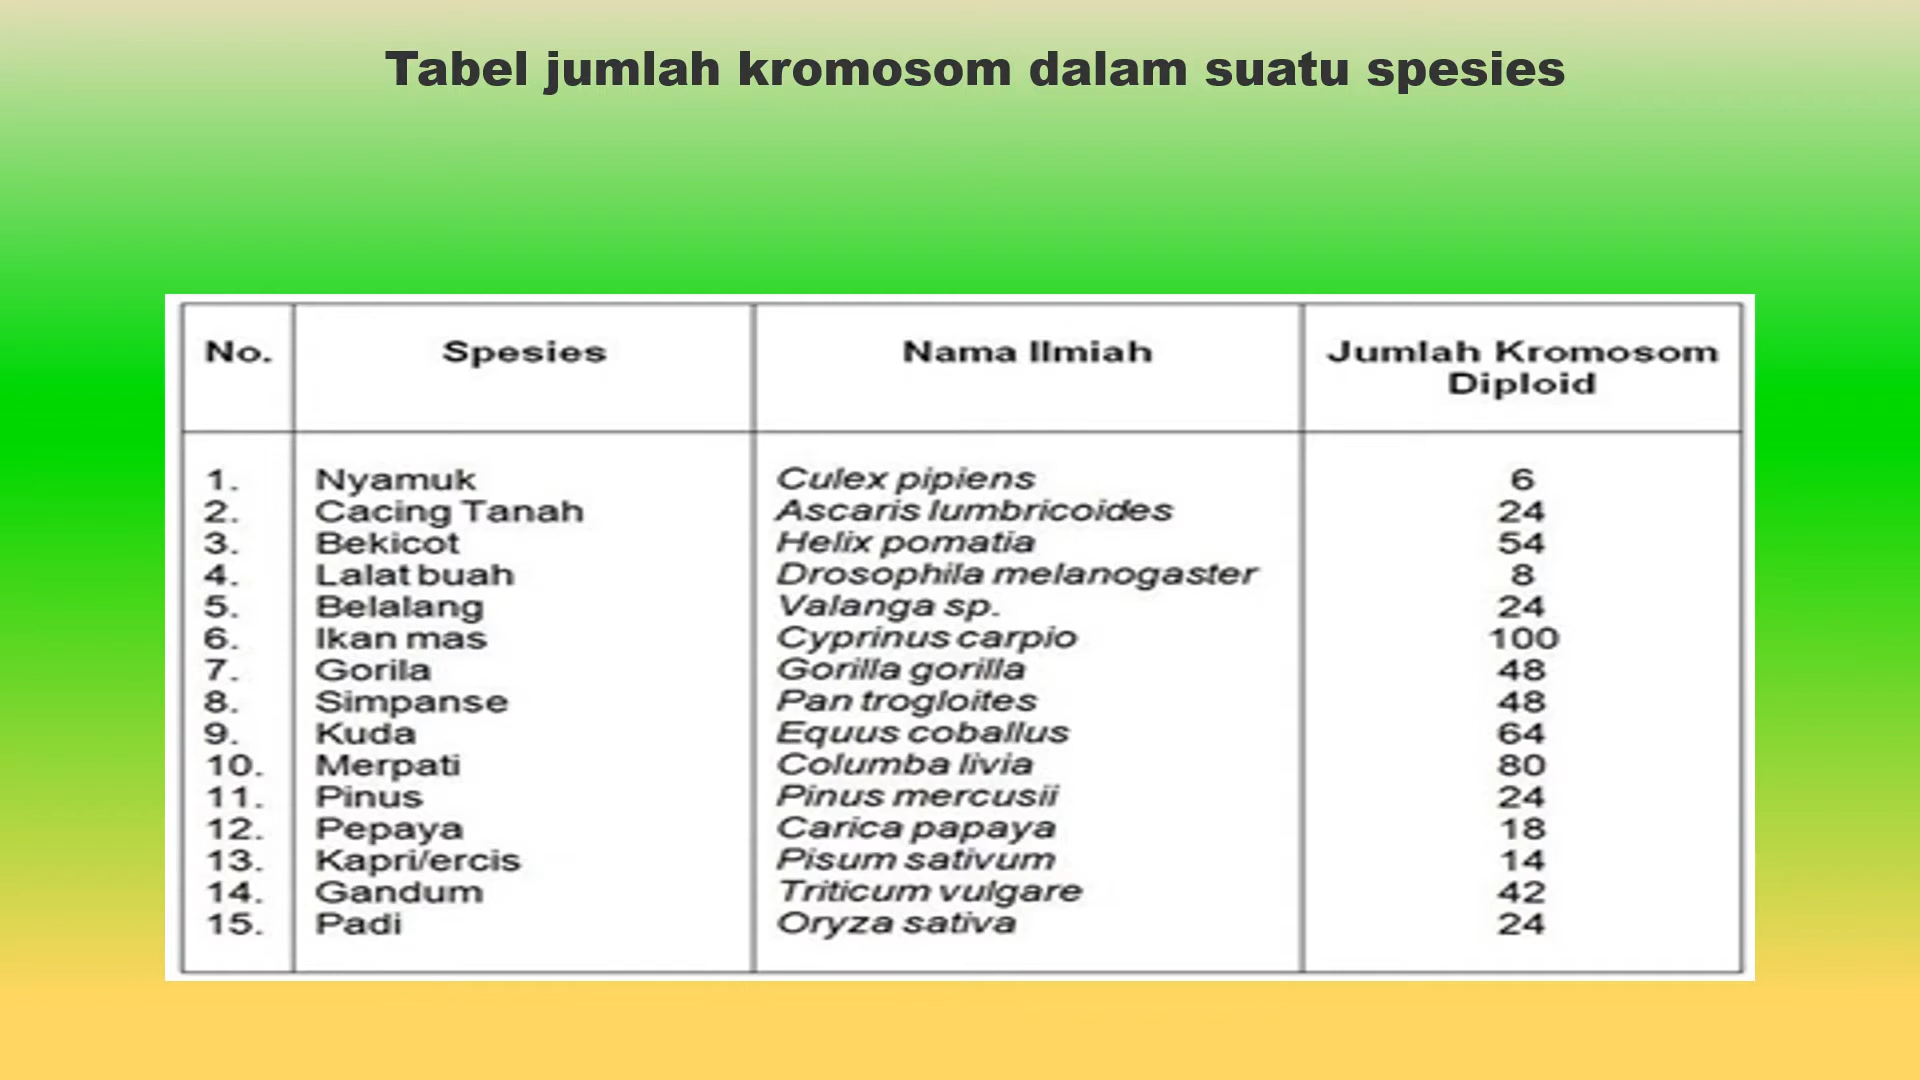 Tabel jumlah kromosom dalam suatu spesies
No. Spesies Nama Ilmiah Jumlah Kromosom Diploid
1. Nyamuk Culex pipiens 6
2. Cacing Tanah Ascaris lumbricoides 24
3. Bekicot Helix pomatia 54
4. Lalat buah Drosophila melanogaster 8
5. Belalang Valanga sp. 24
6. Ikan mas Cyprinus carpio 100
7. Gorila Gorilla gorilla 48
8. Simpanse Pan trogloites 48
9. Kuda Equus coballus 64
10. Merpati Columba livia 80
11. Pinus Pinus mercusii 24
12. Pepaya Carica papaya 18
13. Kapri/ercis Pisum sativum 14
14. Gandum Triticum vulgare 42
15. Padi Oryza sativa 24